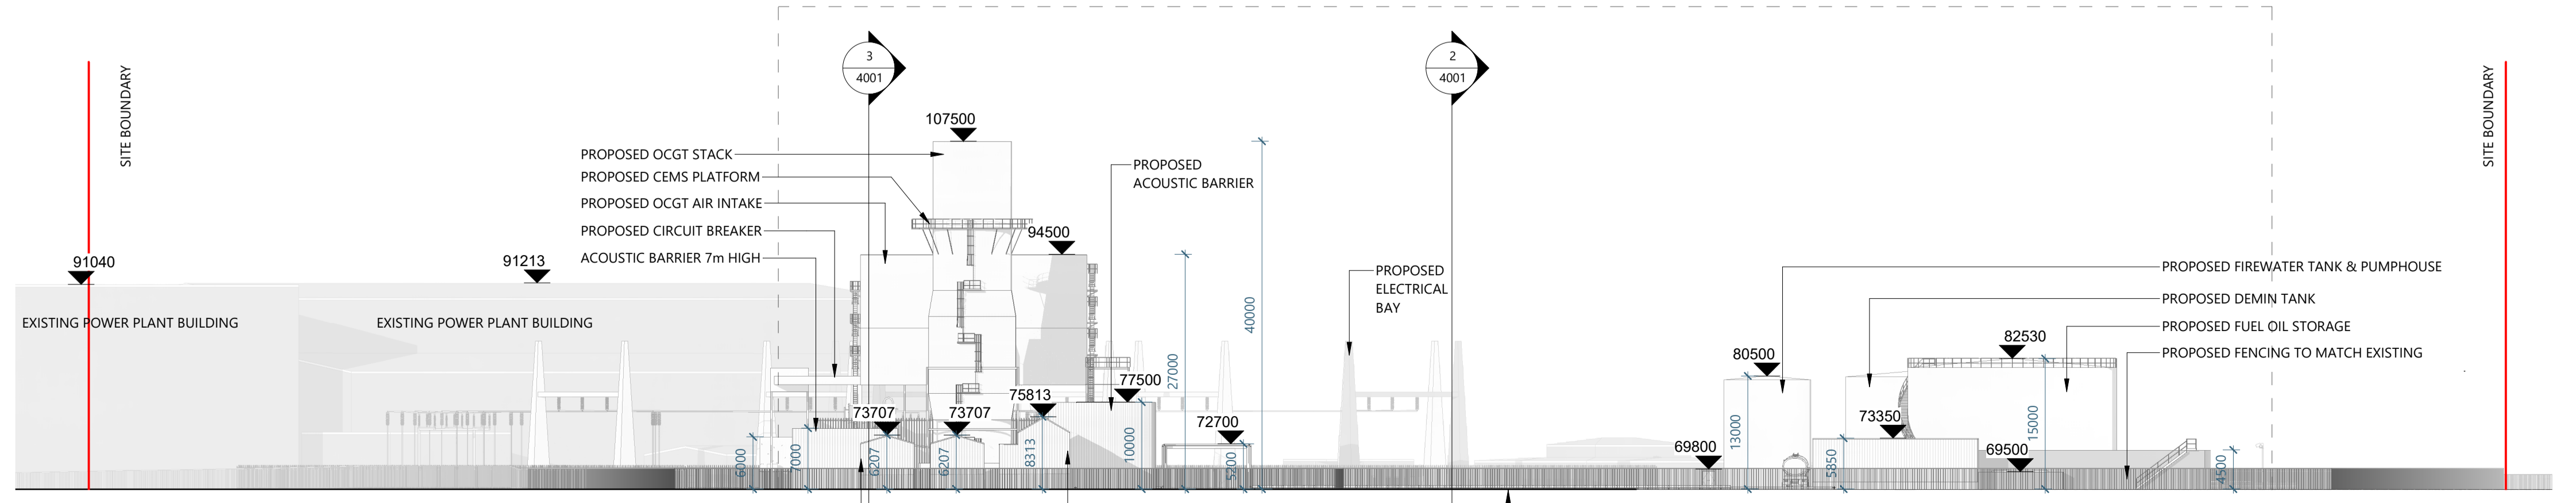 SITE BOUNDARY
3
4001
2
4001
SITE BOUNDARY
107500
PROPOSED OCGT STACK
PROPOSED CEMS PLATFORM
PROPOSED OCGT AIR INTAKE
PROPOSED CIRCUIT BREAKER
ACOUSTIC BARRIER 7m HIGH
PROPOSED
ACOUSTIC BARRIER
94500
91040
91213
EXISTING POWER PLANT BUILDING
EXISTING POWER PLANT BUILDING
40000
27000
PROPOSED
ELECTRICAL
BAY
PROPOSED FIREWATER TANK & PUMPHOUSE
PROPOSED DEMIN TANK
PROPOSED FUEL OIL STORAGE
PROPOSED FENCING TO MATCH EXISTING
82530
80500
77500
75813
73707
73707
72700
73350
69800
69500
6000
7000
6207
6207
8313
10000
5200
13000
5850
15000
4500